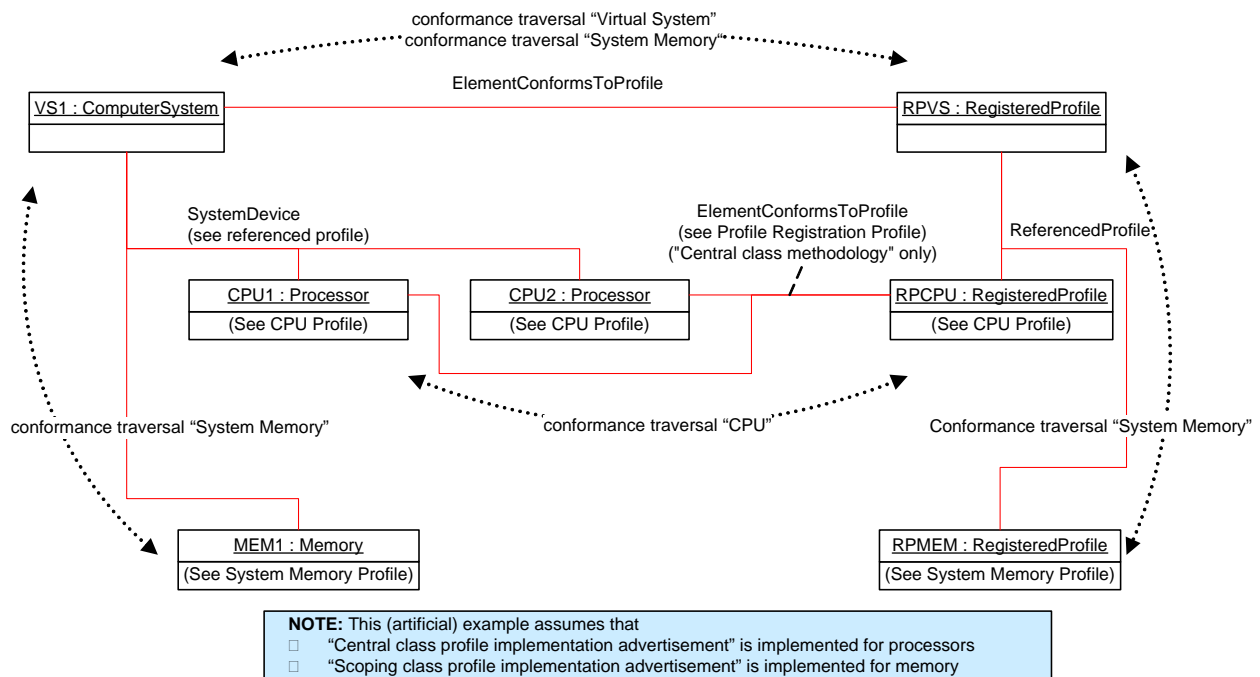 conformance traversal “Virtual System”
conformance traversal “System Memory“
ElementConformsToProfile
VS1 : ComputerSystem
RPVS : RegisteredProfile
SystemDevice
(see referenced profile)
ElementConformsToProfile
(see Profile Registration Profile)
("Central class methodology" only)
ReferencedProfile
CPU1 : Processor
(See CPU Profile)
CPU2 : Processor
(See CPU Profile)
RPCPU : RegisteredProfile
(See CPU Profile)
conformance traversal “System Memory”
conformance traversal “CPU”
Conformance traversal “System Memory”
MEM1 : Memory
(See System Memory Profile)
RPMEM : RegisteredProfile
(See System Memory Profile)
NOTE: This (artificial) example assumes that
“Central class profile implementation advertisement” is implemented for processors
“Scoping class profile implementation advertisement” is implemented for memory